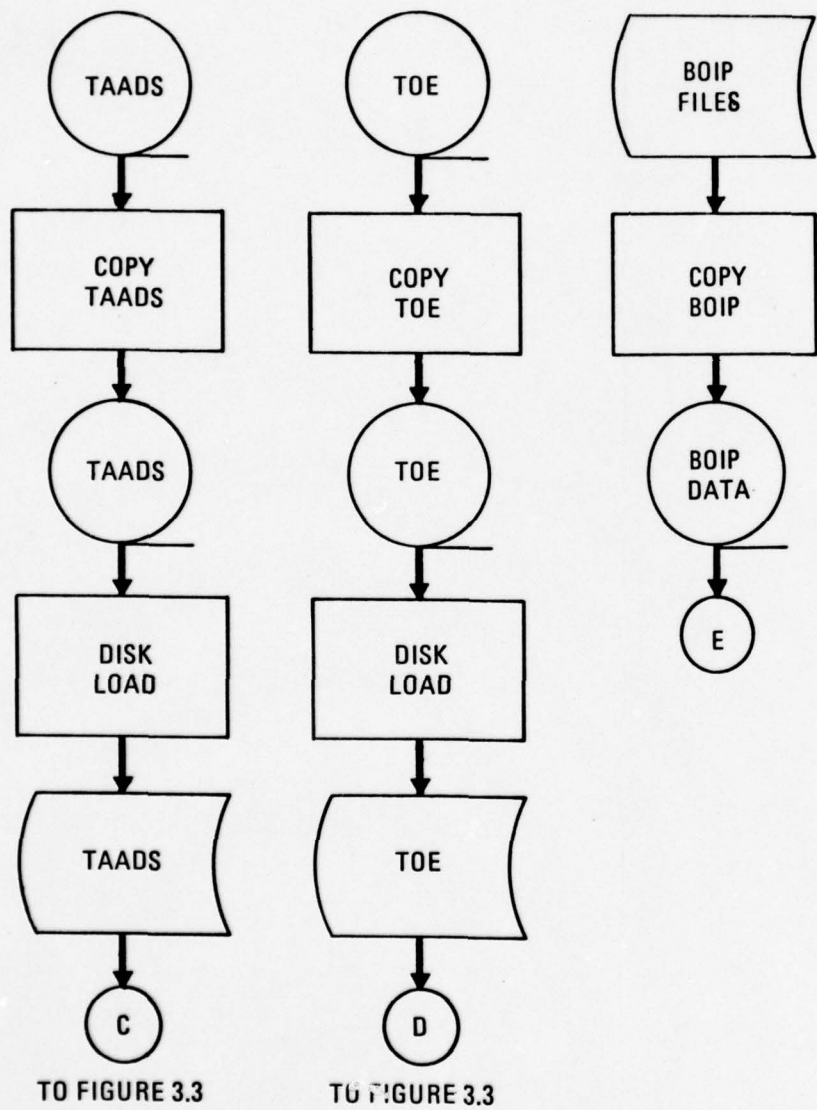 TAADS
COPY
TAADS
TAADS
DISK
LOAD
TAADS
C
TO FIGURE 3.3
TOE
COPY
TOE
TOE
DISK
LOAD
TOE
D
TO FIGURE 3.3
BOIP
FILES
COPY
BOIP
BOIP
DATA
E